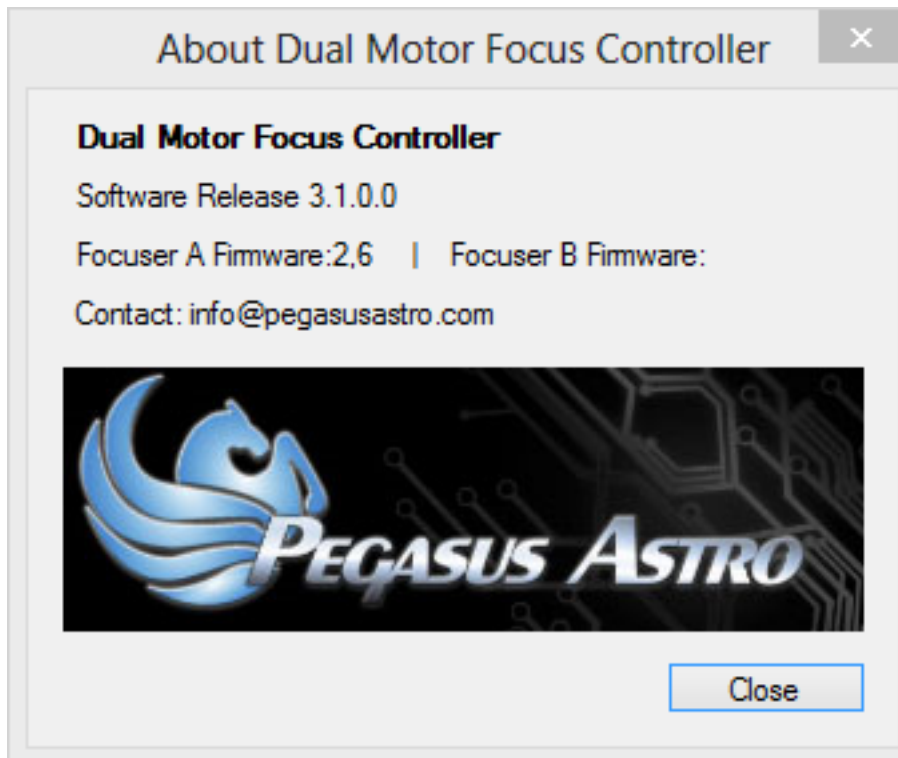 About Dual Motor Focus Controller
Dual Motor Focus Controller
Software Release 3.1.0.0
Focuser A Firmware:2,6 | Focuser B Firmware:
Contact: info@pegasusastro.com
PEGASUS ASTRO
Close